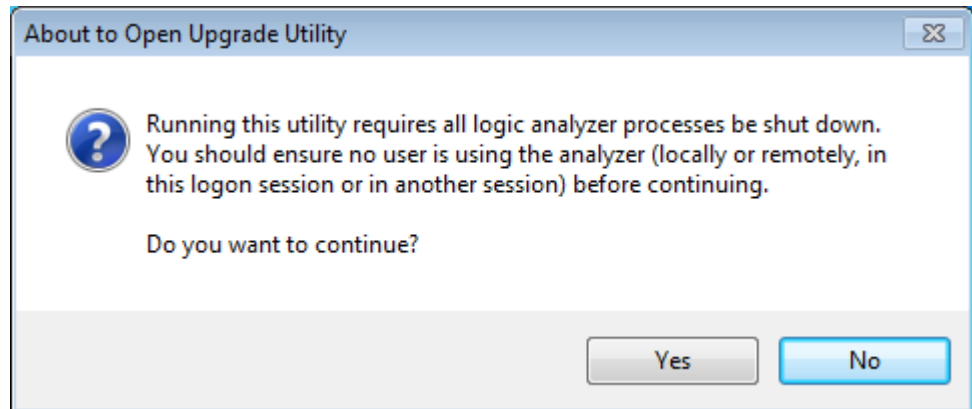 About to Open Upgrade Utility
Running this utility requires all logic analyzer processes be shut down.
You should ensure no user is using the analyzer (locally or remotely, in
this logon session or in another session) before continuing.
Do you want to continue?
Yes
No